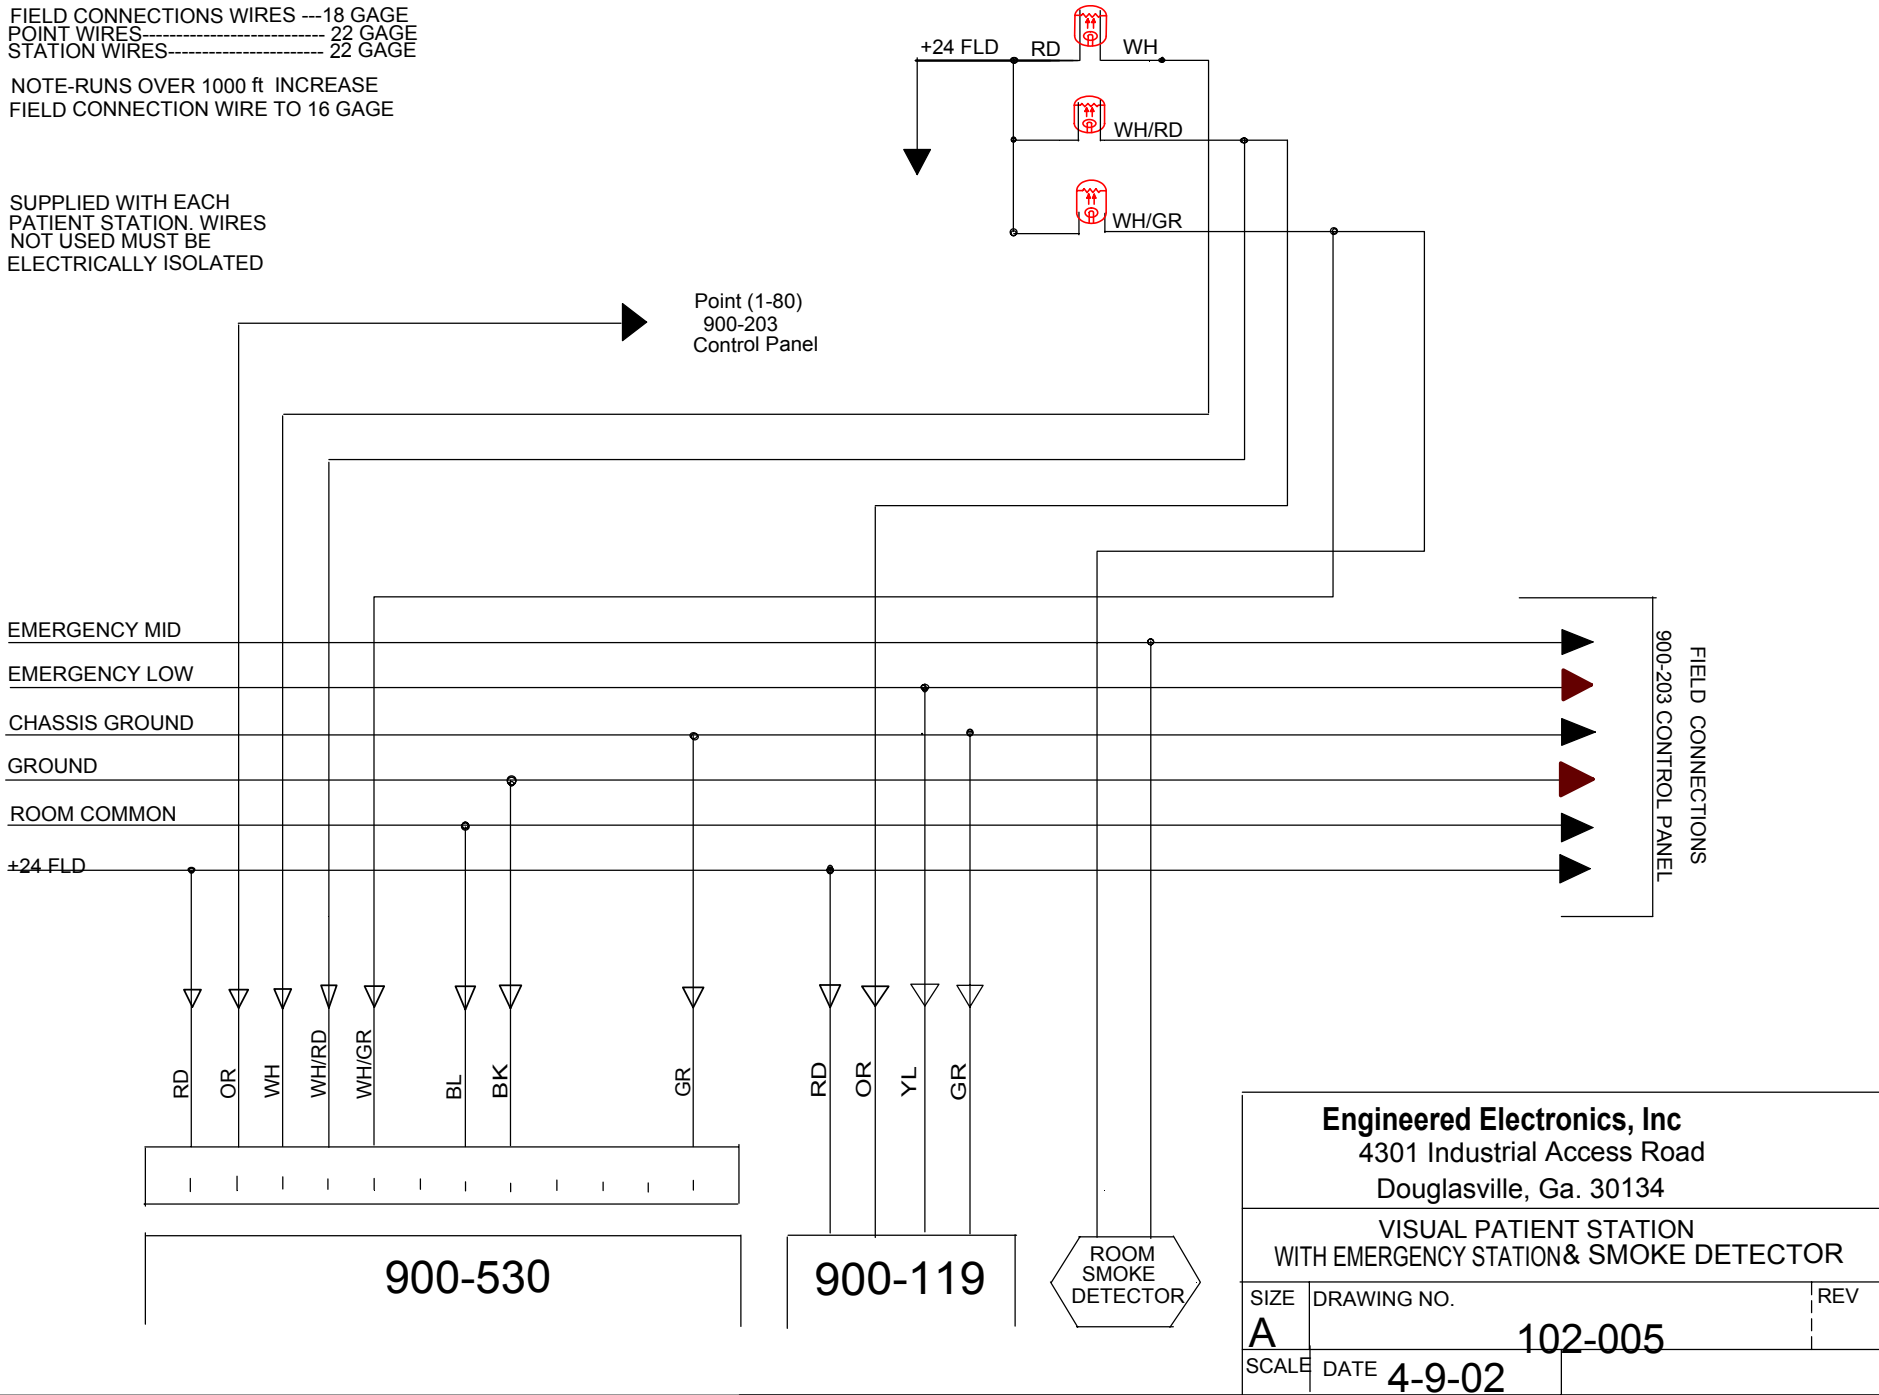 FIELD CONNECTIONS WIRES ---18 GAGE
POINT WIRES--------------------------- 22 GAGE
STATION WIRES----------------------- 22 GAGE
NOTE-RUNS OVER 1000 ft INCREASE
FIELD CONNECTION WIRE TO 16 GAGE
SUPPLIED WITH EACH
PATIENT STATION. WIRES
NOT USED MUST BE
ELECTRICALLY ISOLATED
+24 FLD
RD
WH
WH/RD
WH/GR
Point (1-80)
900-203
Control Panel
EMERGENCY MID
EMERGENCY LOW
CHASSIS GROUND
GROUND
ROOM COMMON
+24 FLD
FIELD CONNECTIONS
900-203 CONTROL PANEL
RD
OR
WH
WH/RD
WH/GR
BL
BK
GR
RD
OR
YL
GR
900-530
900-119
ROOM
SMOKE
DETECTOR
Engineered Electronics, Inc
4301 Industrial Access Road
Douglasville, Ga. 30134
VISUAL PATIENT STATION
WITH EMERGENCY STATION& SMOKE DETECTOR
SIZE
A
DRAWING NO.
102-005
REV
SCALE
DATE 4-9-02